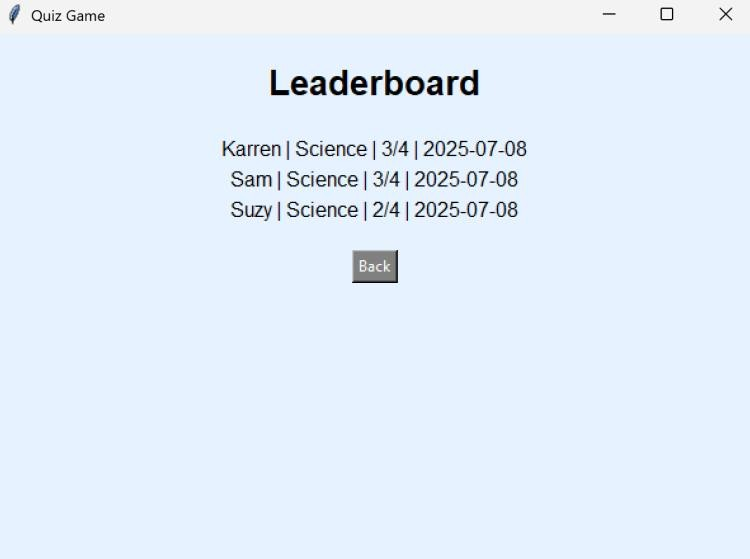 Quiz Game
Leaderboard
Karren | Science | 3/4 | 2025-07-08
Sam | Science | 3/4 | 2025-07-08
Suzy | Science | 2/4 | 2025-07-08
Back